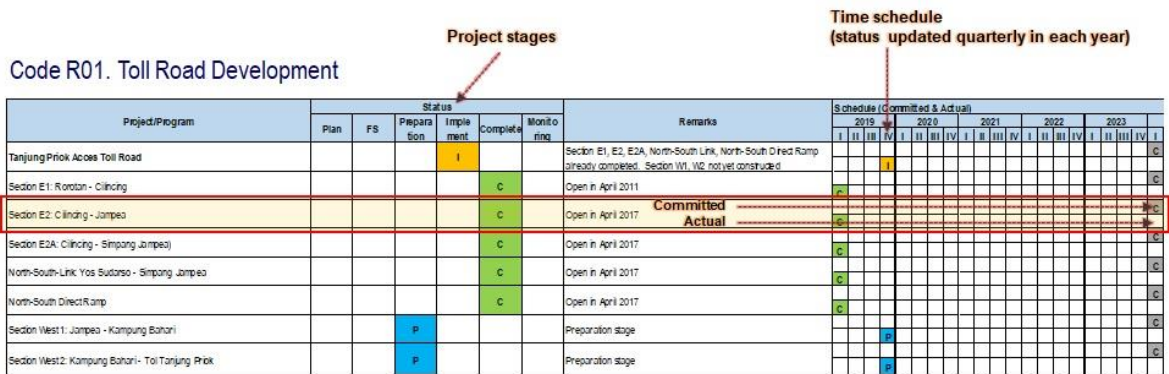 Time schedule
Project stages
(status updated quarterly in each year)
Code R01. Toll Road Development
Project/Program
Status
Remarks
Schedule (Committed & Actual)
Plan
FS
Prepara
tion
Imple
ment
Complete
Monito
ring
2019 2020 2021 2022 2023
I II III IV I II III IV I II III IV I II III IV I II III IV I
Tanjung Priok Acces Toll Road
I
Section E1, E2, E2A, North-South Link, North-South Direct Ramp
already completed. Section W1, W2 not yet construded
C
I
Section E1: Rorotan - Cilincing
C
Open in April 2011
C
C
Section E2: Cilincing - Jampea
C
Open in April 2017
Committed
C
Actual
C
Section E2A: Cilincing - Simpang Jampea)
C
Open in April 2017
C
C
North-South-Link: Yos Sudarso - Simpang Jampea
C
Open in April 2017
C
C
North-South Direct Ramp
C
Open in April 2017
C
C
Section West1: Jampea - Kampung Bahari
P
Preparation stage
C
P
Section West2: Kampung Bahari - Tol Tanjung Priok
P
Preparation stage
C
P